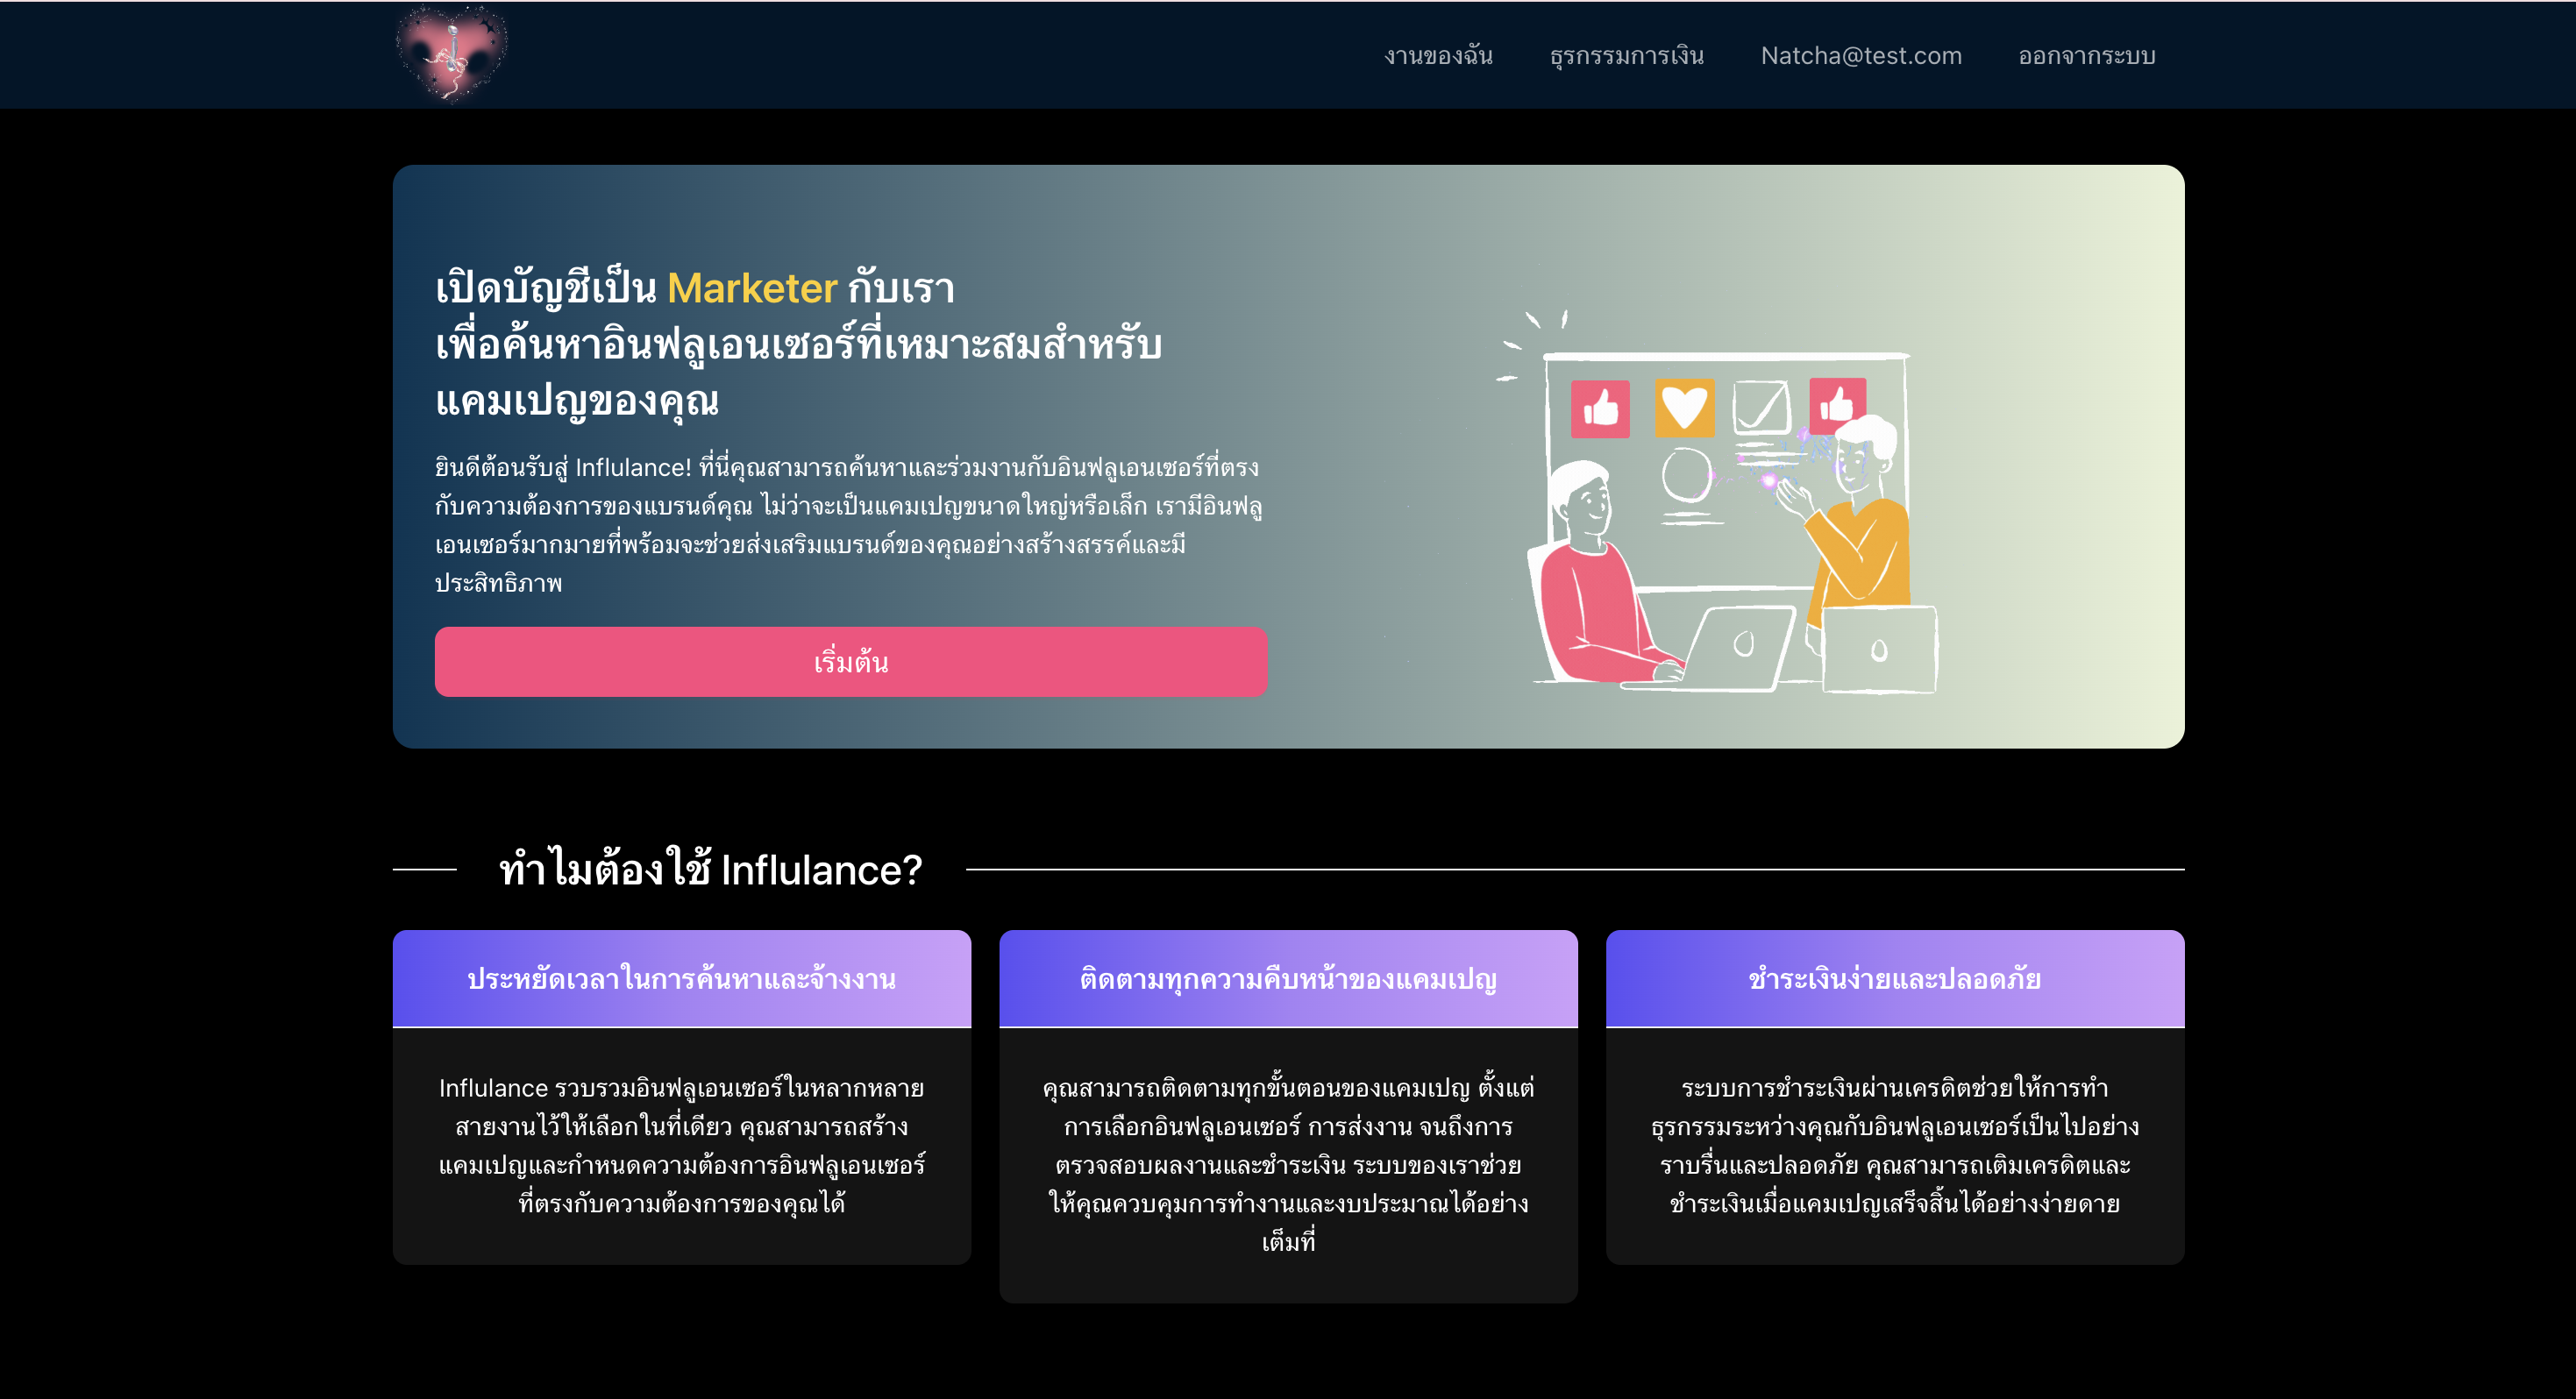 งานของฉัน ธุรกรรมการเงิน Natcha@test.com ออกจากระบบ
เปิดบัญชีเป็น Marketer กับเรา
เพื่อค้นหาอินฟลูเอนเซอร์ที่เหมาะสมสำหรับ
แคมเปญของคุณ
ยินดีต้อนรับสู่ Influlance! ที่นี่คุณสามารถค้นหาและร่วมงานกับอินฟลูเอนเซอร์ที่ตรง
กับความต้องการของแบรนด์คุณ ไม่ว่าจะเป็นแคมเปญขนาดใหญ่หรือเล็ก เรามีอินฟลู
เอนเซอร์มากมายที่พร้อมจะช่วยส่งเสริมแบรนด์ของคุณอย่างสร้างสรรค์และมี
ประสิทธิภาพ
เริ่มต้น
ทำไมต้องใช้ Influlance?
ประหยัดเวลาในการค้นหาและจ้างงาน
Influlance รวบรวมอินฟลูเอนเซอร์ในหลากหลาย
สายงานไว้ให้เลือกในที่เดียว คุณสามารถสร้าง
แคมเปญและกำหนดความต้องการอินฟลูเอนเซอร์
ที่ตรงกับความต้องการของคุณได้
ติดตามทุกความคืบหน้าของแคมเปญ
คุณสามารถติดตามทุกขั้นตอนของแคมเปญ ตั้งแต่
การเลือกอินฟลูเอนเซอร์ การส่งงาน จนถึงการ
ตรวจสอบผลงานและชำระเงิน ระบบของเราช่วย
ให้คุณควบคุมการทำงานและงบประมาณได้อย่าง
เต็มที่
ชำระเงินง่ายและปลอดภัย
ระบบการชำระเงินผ่านเครดิตช่วยให้การทำ
ธุรกรรมระหว่างคุณกับอินฟลูเอนเซอร์เป็นไปอย่าง
ราบรื่นและปลอดภัย คุณสามารถเติมเครดิตและ
ชำระเงินเมื่อแคมเปญเสร็จสิ้นได้อย่างง่ายดาย